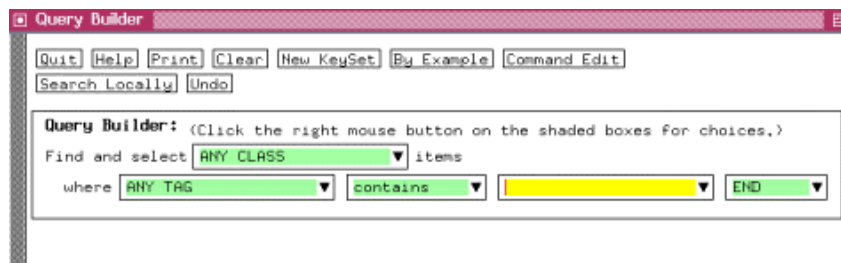 Query Builder
Quit Help Print Clear New KeySet By Example Command Edit
Search Locally Undo
Query Builder: (Click the right mouse button on the shaded boxes for choices.)
Find and select ANY CLASS items
where ANY TAG contains END